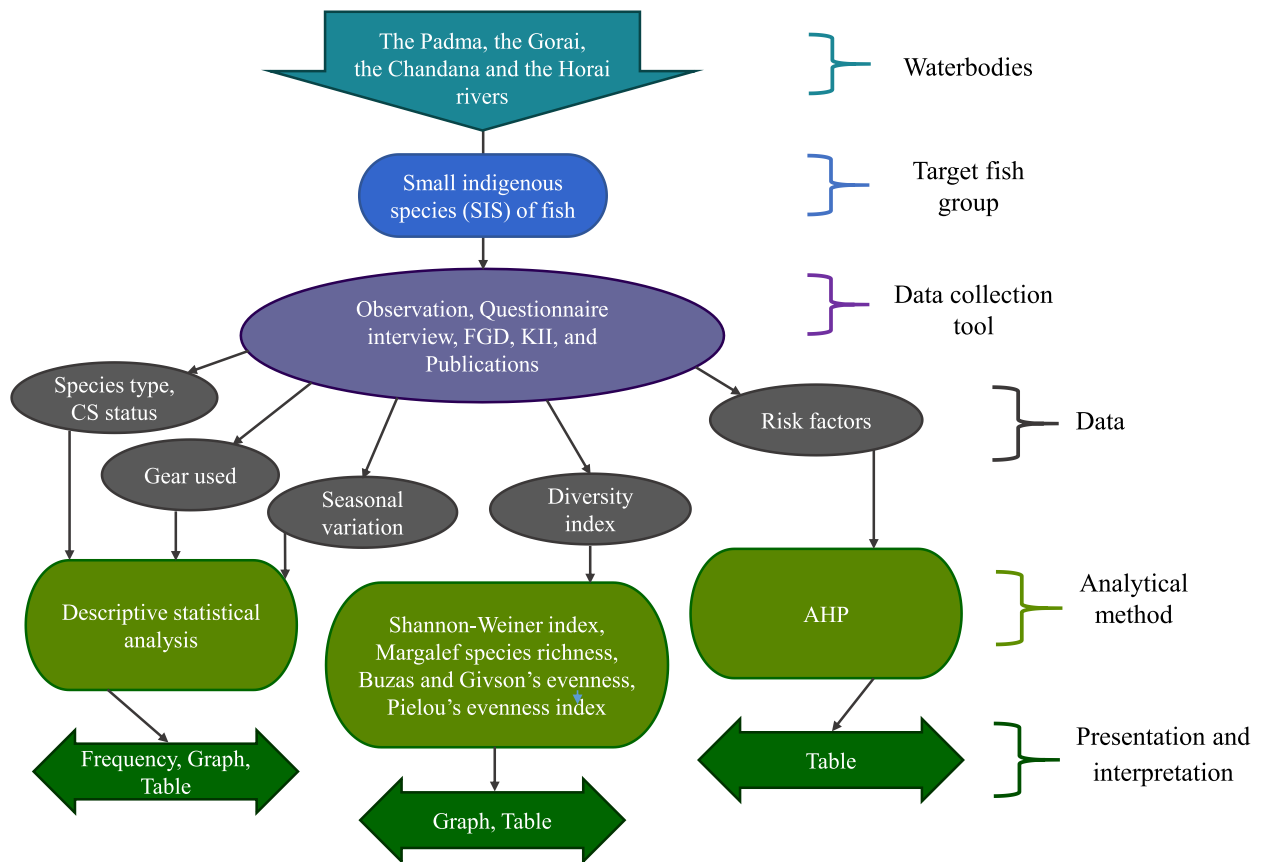 The Padma, the Gorai,
the Chandana and the Horai
rivers
Waterbodies
Small indigenous
species (SIS) of fish
Target fish
group
Observation, Questionnaire
interview, FGD, KII, and
Publications
Data collection
tool
Species type,
CS status
Gear used
Seasonal
variation
Diversity
index
Risk factors
Data
Descriptive statistical
analysis
Shannon-Weiner index,
Margalef species richness,
Buzas and Givson’s evenness,
Pielou’s evenness index
AHP
Analytical
method
Frequency, Graph,
Table
Graph, Table
Table
Presentation and
interpretation